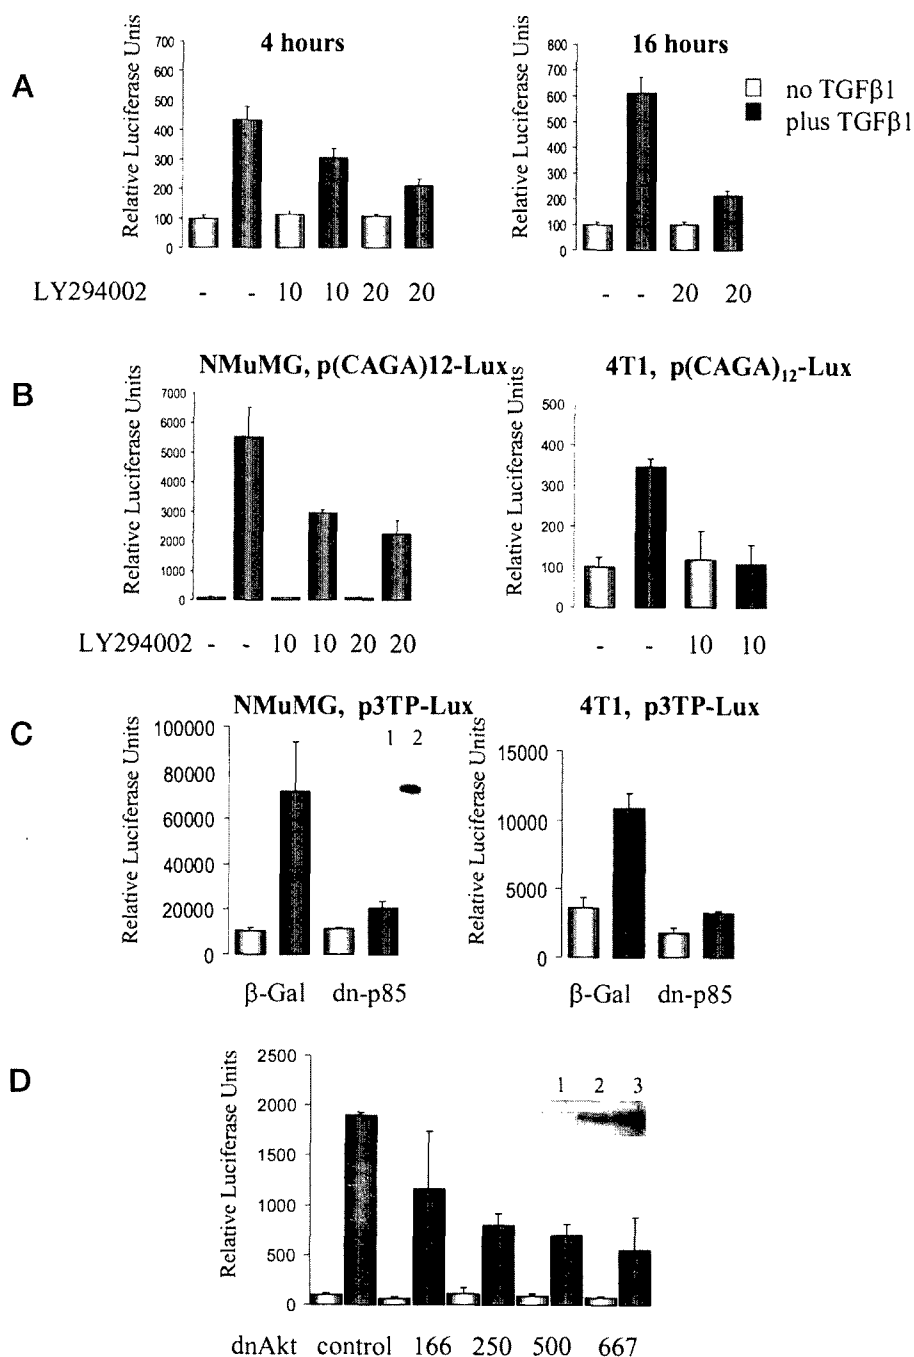 A
4 hours
Relative Luciferase Unis
700
600
500
400
300
200
100
0
LY294002 - - 10 10 20 20
16 hours
Relative Luciferase Units
800
700
600
500
400
300
200
100
0
- - 20 20
no TGFβ1
plus TGFβ1
B
NMuMG, p(CAGA)12-Lux
Relative Luciferase Units
7000
6000
5000
4000
3000
2000
1000
0
LY294002 - - 10 10 20 20
4T1, p(CAGA)12-Lux
Relative Luciferase Units
500
400
300
200
100
0
- - 10 10
C
NMuMG, p3TP-Lux
Relative Luciferase Units
100000
80000
60000
40000
20000
0
1 2
β-Gal dn-p85
4T1, p3TP-Lux
Relative Luciferase Units
15000
10000
5000
0
β-Gal dn-p85
D
Relative Luciferase Units
2500
2000
1500
1000
500
0
1 2 3
dnAkt control 166 250 500 667